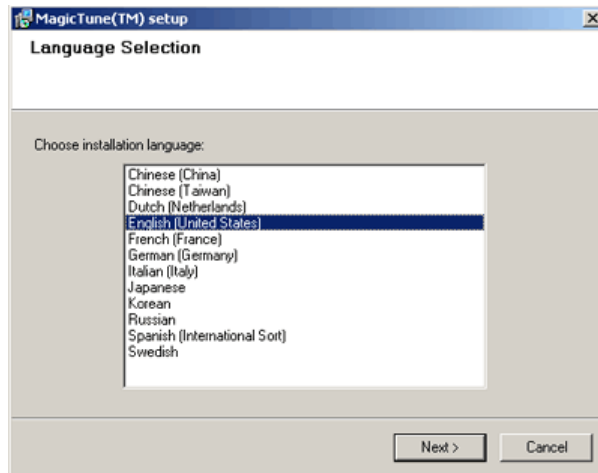 MagicTune(TM) setup
Language Selection
Choose installation language:
Chinese (China)
Chinese (Taiwan)
Dutch (Netherlands)
English (United States)
French (France)
German (Germany)
Italian (Italy)
Japanese
Korean
Russian
Spanish (International Sort)
Swedish
Next >
Cancel